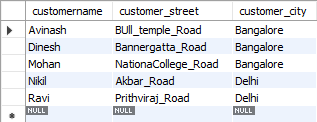 customername customer_street customer_city
Avinash BUll_temple_Road Bangalore
Dinesh Bannergatta_Road Bangalore
Mohan NationaCollege_Road Bangalore
Nikil Akbar_Road Delhi
Ravi Prithviraj_Road Delhi
NULL NULL NULL